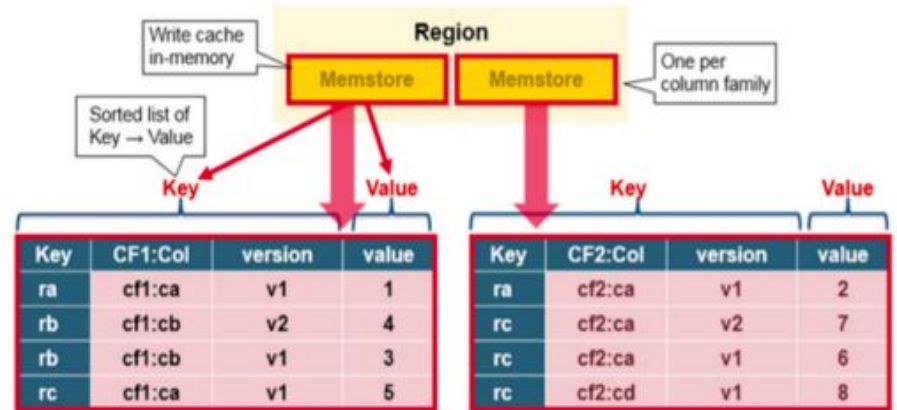 Region
Write cache
in-memory
Memstore
Memstore
One per
column family
Sorted list of
Key → Value
Key
Value
Key
Value
Key CF1:Col version value
ra cf1:ca v1 1
rb cf1:cb v2 4
rb cf1:cb v1 3
rc cf1:ca v1 5
Key CF2:Col version value
ra cf2:ca v1 2
rc cf2:ca v2 7
rc cf2:ca v1 6
rc cf2:cd v1 8